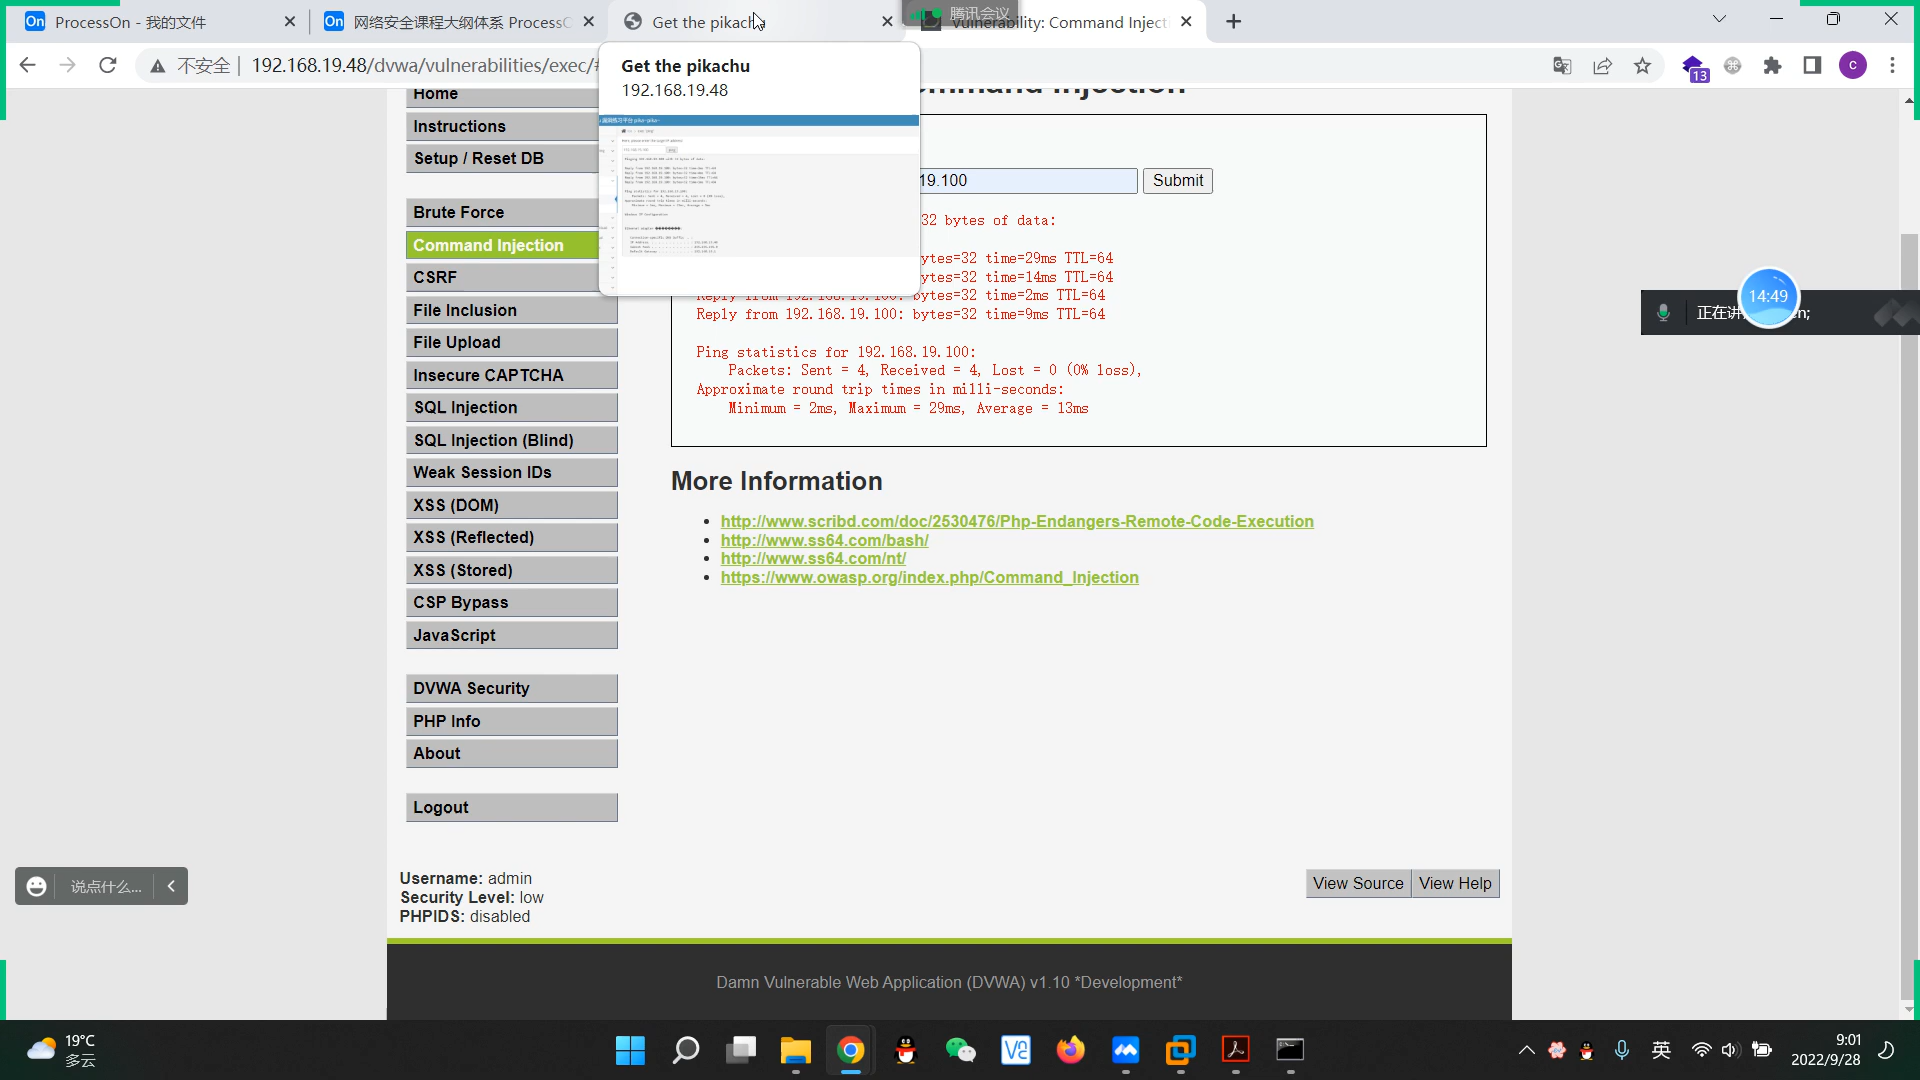 ProcessOn - 我的文件
网络安全课程大纲体系 ProcessO
Get the pikachu
腾讯会议
Vulnerability: Command Injecti
不安全
192.168.19.48/dvwa/vulnerabilities/exec/#
13
C
Get the pikachu
192.168.19.48
Command Injection
Home
Instructions
Setup / Reset DB
Brute Force
Command Injection
CSRF
File Inclusion
File Upload
Insecure CAPTCHA
SQL Injection
SQL Injection (Blind)
Weak Session IDs
XSS (DOM)
XSS (Reflected)
XSS (Stored)
CSP Bypass
JavaScript
DVWA Security
PHP Info
About
Logout
19.100
Submit
32 bytes of data:
ytes=32 time=29ms TTL=64
ytes=32 time=14ms TTL=64
Reply from 192.168.19.100: bytes=32 time=2ms TTL=64
Reply from 192.168.19.100: bytes=32 time=9ms TTL=64
Ping statistics for 192.168.19.100:
Packets: Sent = 4, Received = 4, Lost = 0 (0% loss),
Approximate round trip times in milli-seconds:
Minimum = 2ms, Maximum = 29ms, Average = 13ms
More Information
http://www.scribd.com/doc/2530476/Php-Endangers-Remote-Code-Execution
http://www.ss64.com/bash/
http://www.ss64.com/nt/
https://www.owasp.org/index.php/Command_Injection
14:49
正在讲
n;
说点什么...
Username: admin
Security Level: low
PHPIDS: disabled
View Source
View Help
Damn Vulnerable Web Application (DVWA) v1.10 *Development*
19°C
多云
英
9:01
2022/9/28